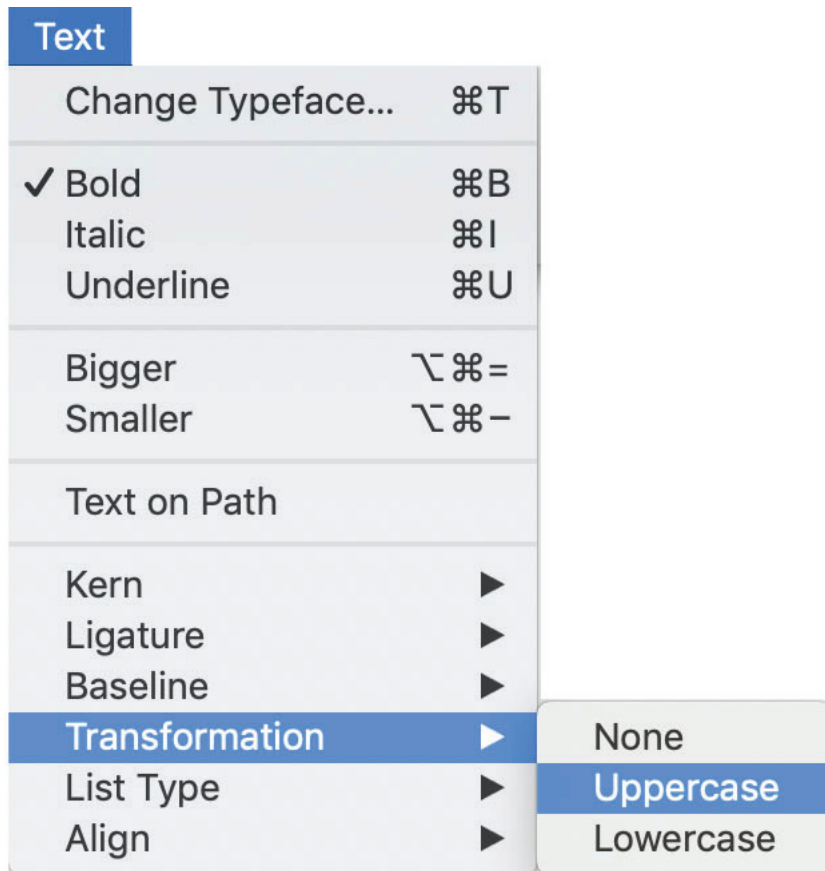 Text
Change Typeface... ⌘T
✓ Bold ⌘B
Italic ⌘I
Underline ⌘U
Bigger ⌥⌘=
Smaller ⌥⌘−
Text on Path
Kern ▶
Ligature ▶
Baseline ▶
Transformation ▶
List Type ▶
Align ▶
None
Uppercase
Lowercase